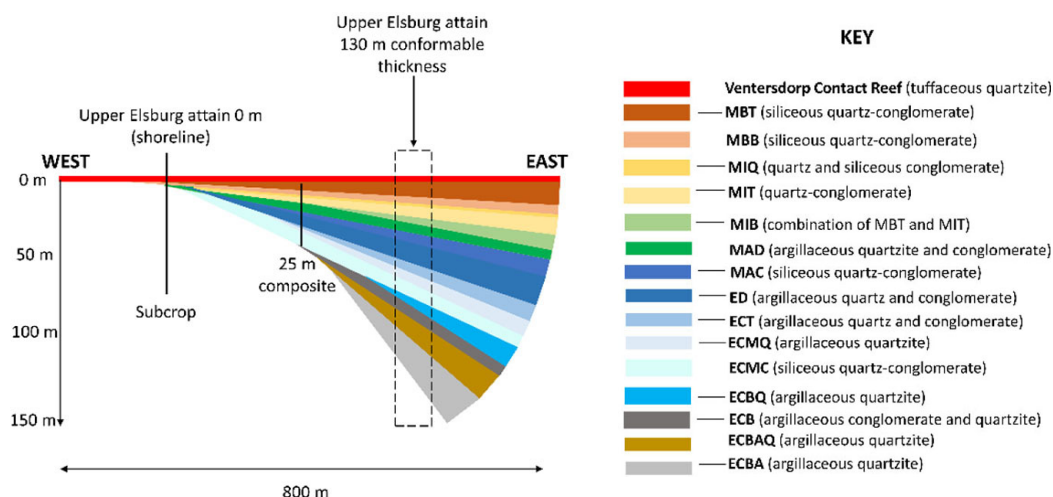 Upper Elsburg attain
130 m conformable
thickness
Upper Elsburg attain 0 m
(shoreline)
WEST
EAST
0 m
50 m
100 m
150 m
25 m
composite
Subcrop
800 m
KEY
Ventersdorp Contact Reef (tuffaceous quartzite)
MBT (siliceous quartz-conglomerate)
MBB (siliceous quartz-conglomerate)
MIQ (quartz and siliceous conglomerate)
MIT (quartz-conglomerate)
MIB (combination of MBT and MIT)
MAD (argillaceous quartzite and conglomerate)
MAC (siliceous quartz-conglomerate)
ED (argillaceous quartz and conglomerate)
ECT (argillaceous quartz and conglomerate)
ECMQ (argillaceous quartzite)
ECMC (siliceous quartz-conglomerate)
ECBQ (argillaceous quartzite)
ECB (argillaceous conglomerate and quartzite)
ECBAQ (argillaceous quartzite)
ECBA (argillaceous quartzite)